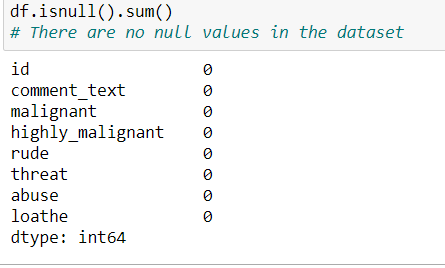 df.isnull().sum()
# There are no null values in the dataset
id 0
comment_text 0
malignant 0
highly_malignant 0
rude 0
threat 0
abuse 0
loathe 0
dtype: int64